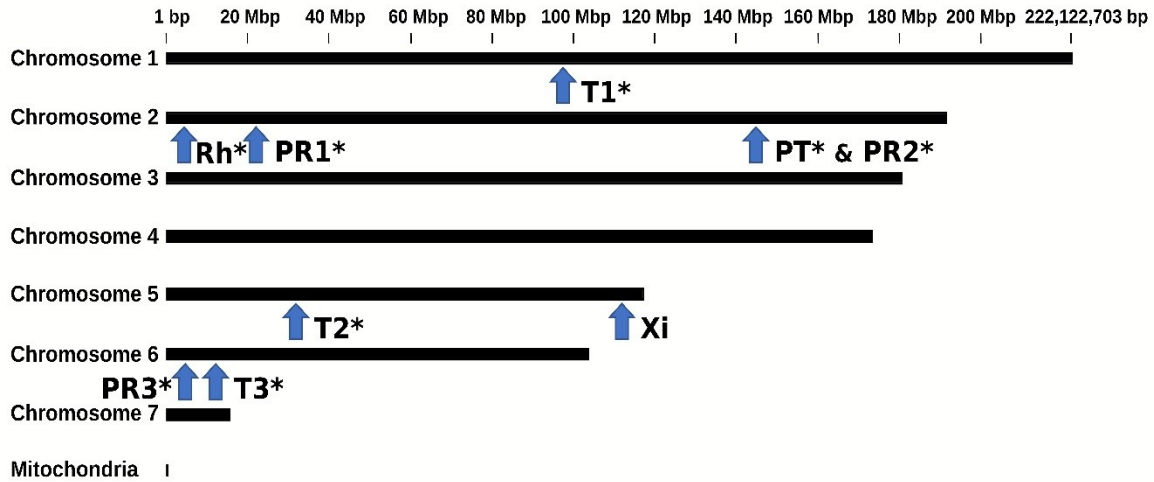 1 bp 20 Mbp 40 Mbp 60 Mbp 80 Mbp 100 Mbp 120 Mbp 140 Mbp 160 Mbp 180 Mbp 200 Mbp 222,122,703 bp
Chromosome 1
T1*
Chromosome 2
Rh* PR1* PT* & PR2*
Chromosome 3
Chromosome 4
Chromosome 5
T2* Xi
Chromosome 6
PR3* T3*
Chromosome 7
Mitochondria